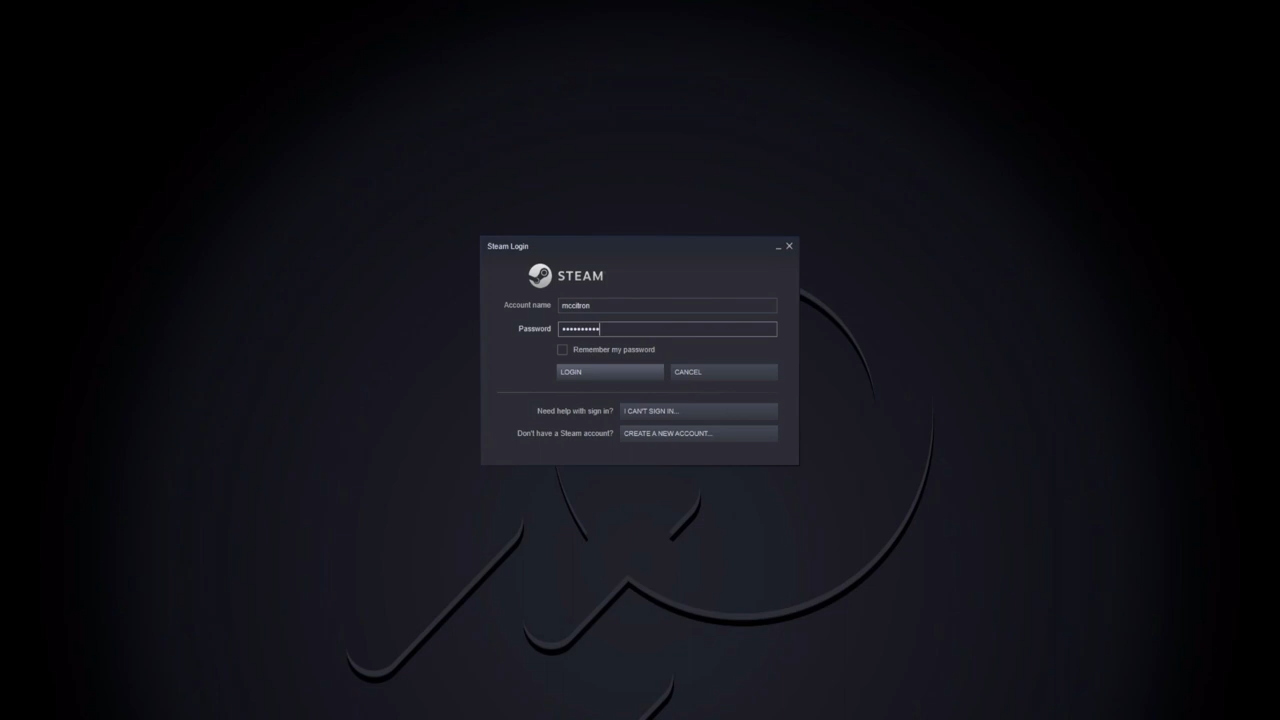 Steam Login
STEAM
Account name mccitron
Password ••••••••••
Remember my password
LOGIN CANCEL
Need help with sign in? I CAN'T SIGN IN...
Don't have a Steam account? CREATE A NEW ACCOUNT...